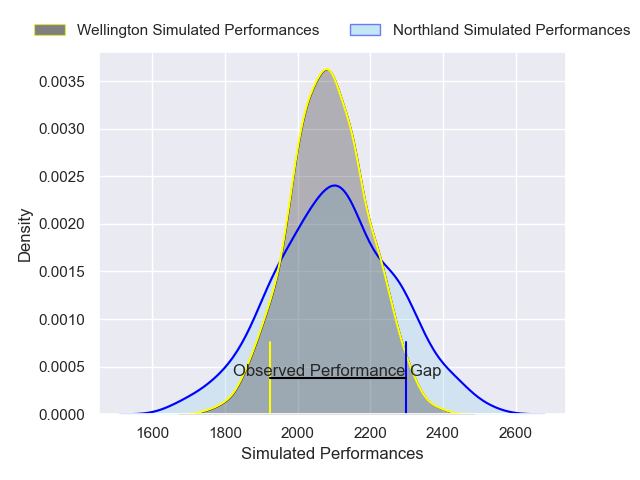 Wellington Simulated Performances
Northland Simulated Performances
0.0035
0.0030
0.0025
0.0020
0.0015
0.0010
0.0005
0.0000
Density
Observed Performance Gap
1600 1800 2000 2200 2400 2600
Simulated Performances